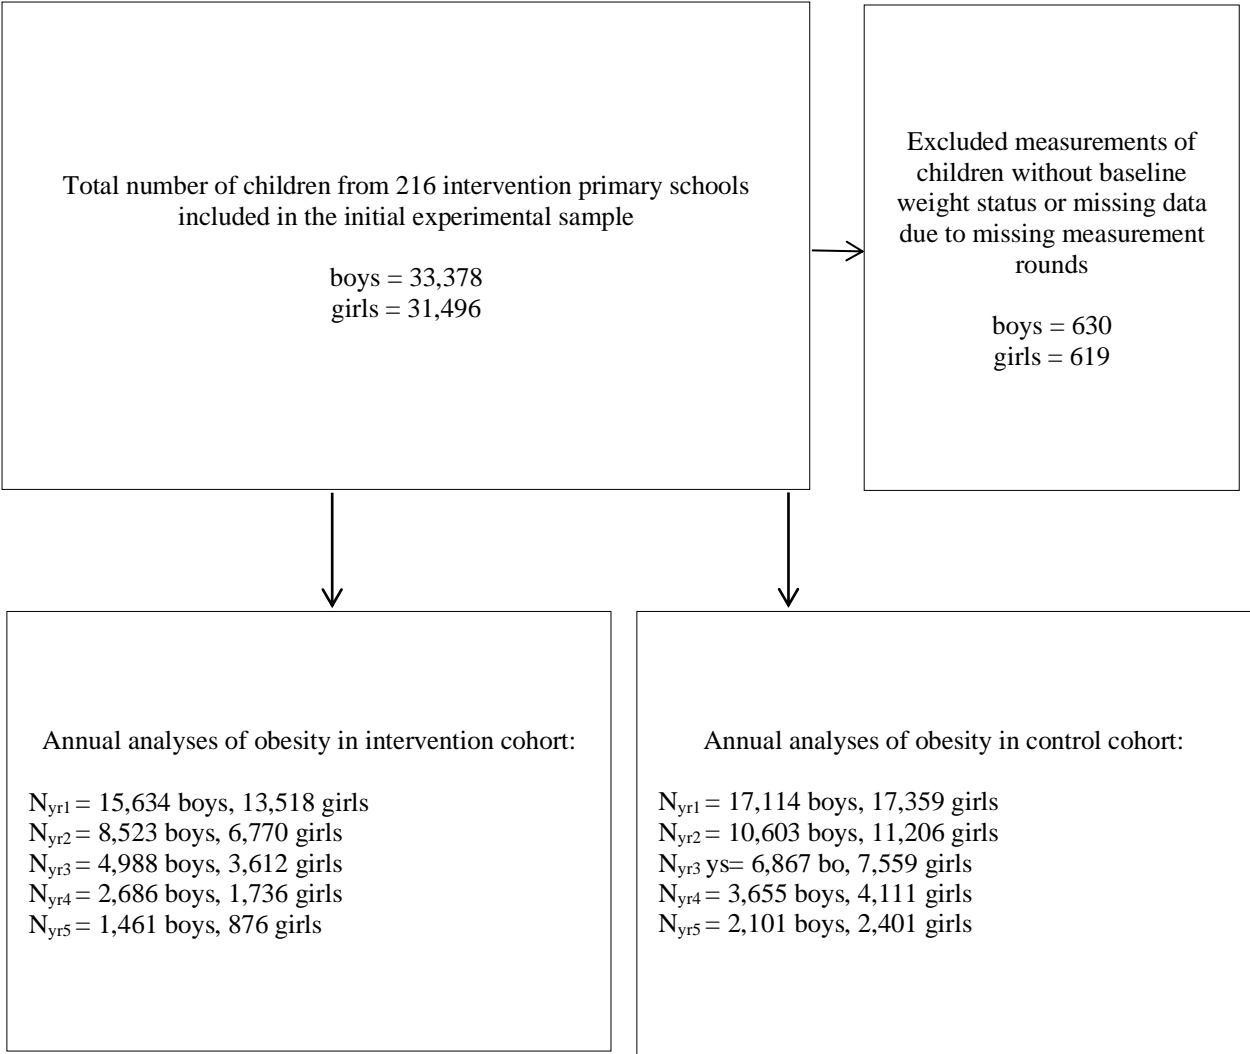 Total number of children from 216 intervention primary schools
included in the initial experimental sample
boys = 33,378
girls = 31,496
Excluded measurements of
children without baseline
weight status or missing data
due to missing measurement
rounds
boys = 630
girls = 619
Annual analyses of obesity in intervention cohort:
Nyr1 = 15,634 boys, 13,518 girls
Nyr2 = 8,523 boys, 6,770 girls
Nyr3 = 4,988 boys, 3,612 girls
Nyr4 = 2,686 boys, 1,736 girls
Nyr5 = 1,461 boys, 876 girls
Annual analyses of obesity in control cohort:
Nyr1 = 17,114 boys, 17,359 girls
Nyr2 = 10,603 boys, 11,206 girls
Nyr3 ys= 6,867 bo, 7,559 girls
Nyr4 = 3,655 boys, 4,111 girls
Nyr5 = 2,101 boys, 2,401 girls